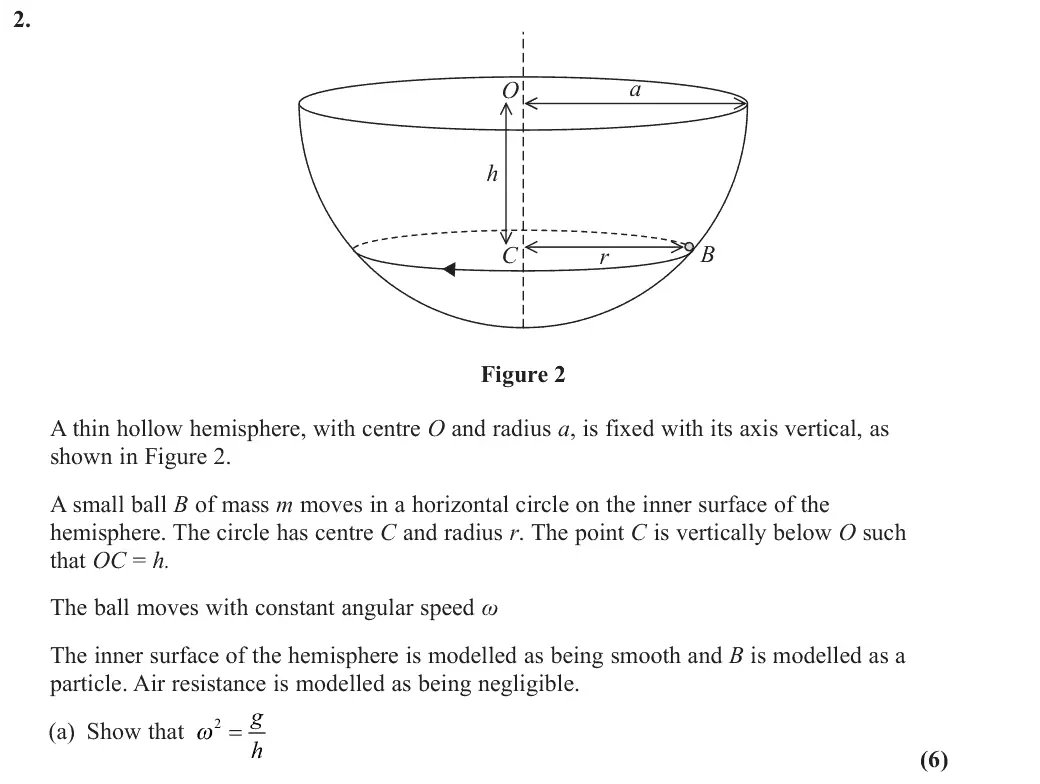 2.
O
a
h
C
r
B
Figure 2
A thin hollow hemisphere, with centre O and radius a, is fixed with its axis vertical, as
shown in Figure 2.
A small ball B of mass m moves in a horizontal circle on the inner surface of the
hemisphere. The circle has centre C and radius r. The point C is vertically below O such
that OC = h.
The ball moves with constant angular speed ω
The inner surface of the hemisphere is modelled as being smooth and B is modelled as a
particle. Air resistance is modelled as being negligible.
(a) Show that ω² = g/h
(6)